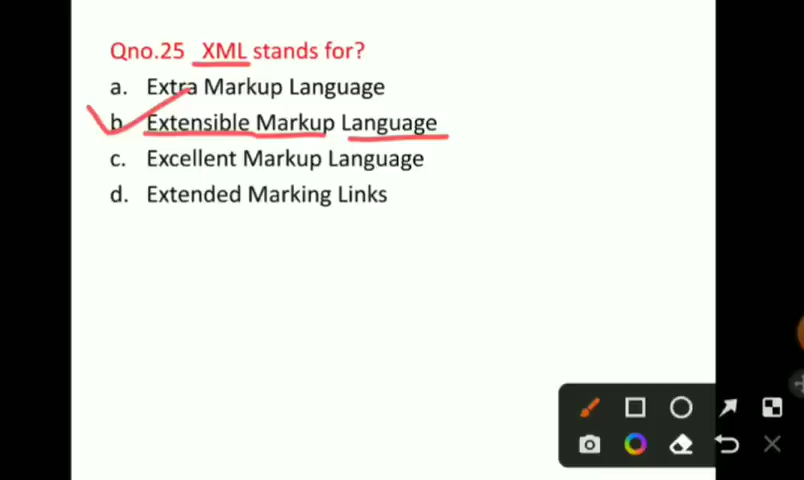 Qno.25 XML stands for?
a. Extra Markup Language
b. Extensible Markup Language
c. Excellent Markup Language
d. Extended Marking Links